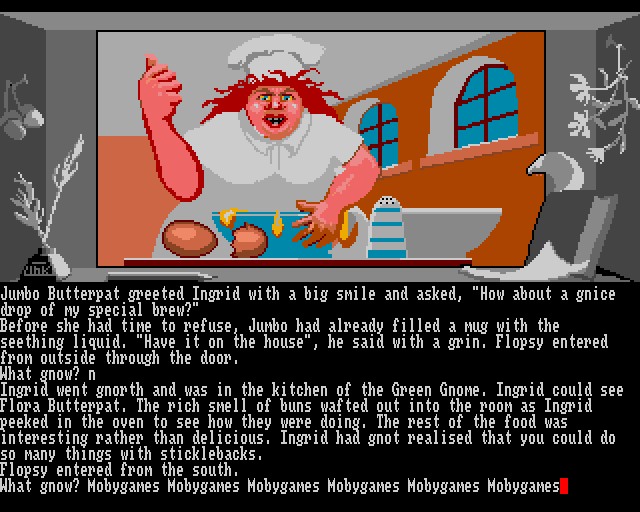 Ink
Jumbo Butterpat greeted Ingrid with a big smile and asked, "How about a gnice
drop of my special brew?"
Before she had time to refuse, Jumbo had already filled a mug with the
seething liquid. "Have it on the house", he said with a grin. Flopsy entered
from outside through the door.
What gnow? n
Ingrid went gnorth and was in the kitchen of the Green Gnome. Ingrid could see
Flora Butterpat. The rich smell of buns wafted out into the room as Ingrid
peeked in the oven to see how they were doing. The rest of the food was
interesting rather than delicious. Ingrid had gnot realised that you could do
so many things with sticklebacks.
Flopsy entered from the south.
What gnow? Mobygames Mobygames Mobygames Mobygames Mobygames Mobygames